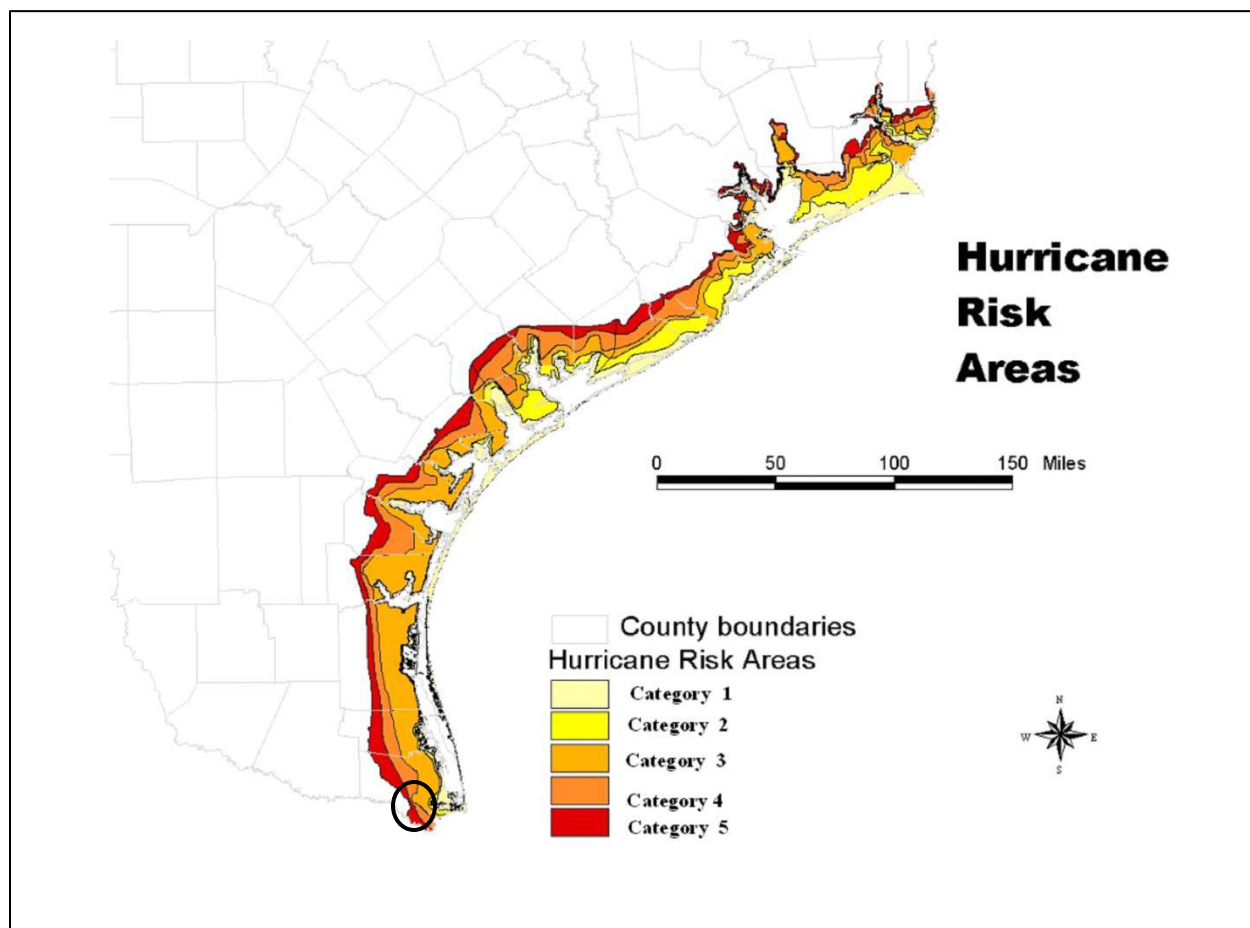 Hurricane
Risk
Areas
0 50 100 150 Miles
County boundaries
Hurricane Risk Areas
Category 1
Category 2
Category 3
Category 4
Category 5
N
W E
S